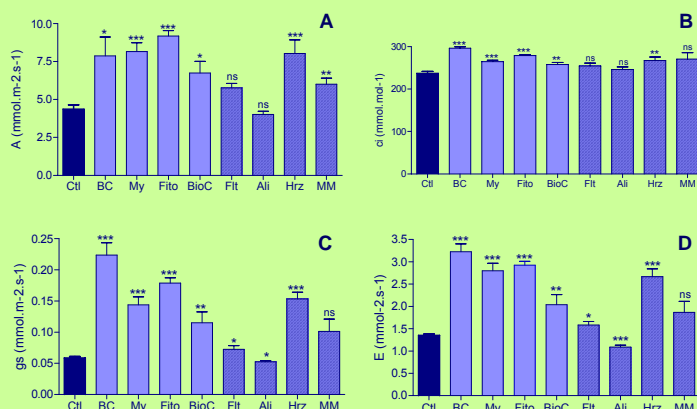 A
A (mmol.m-2.s-1)
10.0
7.5
5.0
2.5
0.0
* *** *** * ns ns *** **
Ctl BC My Fito BioC Flt Ali Hrz MM
B
ci (mmol.mol-1)
300
200
100
0
*** *** *** ** ns ns ** ns
Ctl BC My Fito BioC Flt Ali Hrz MM
C
gs (mmol.m-2.s-1)
0.25
0.20
0.15
0.10
0.05
0.00
*** *** *** ** * * *** ns
Ctl BC My Fito BioC Flt Ali Hrz MM
D
E (mmol-2.s-1)
3.5
3.0
2.5
2.0
1.5
1.0
0.5
0.0
*** *** *** ** * *** *** ns
Ctl BC My Fito BioC Flt Ali Hrz MM